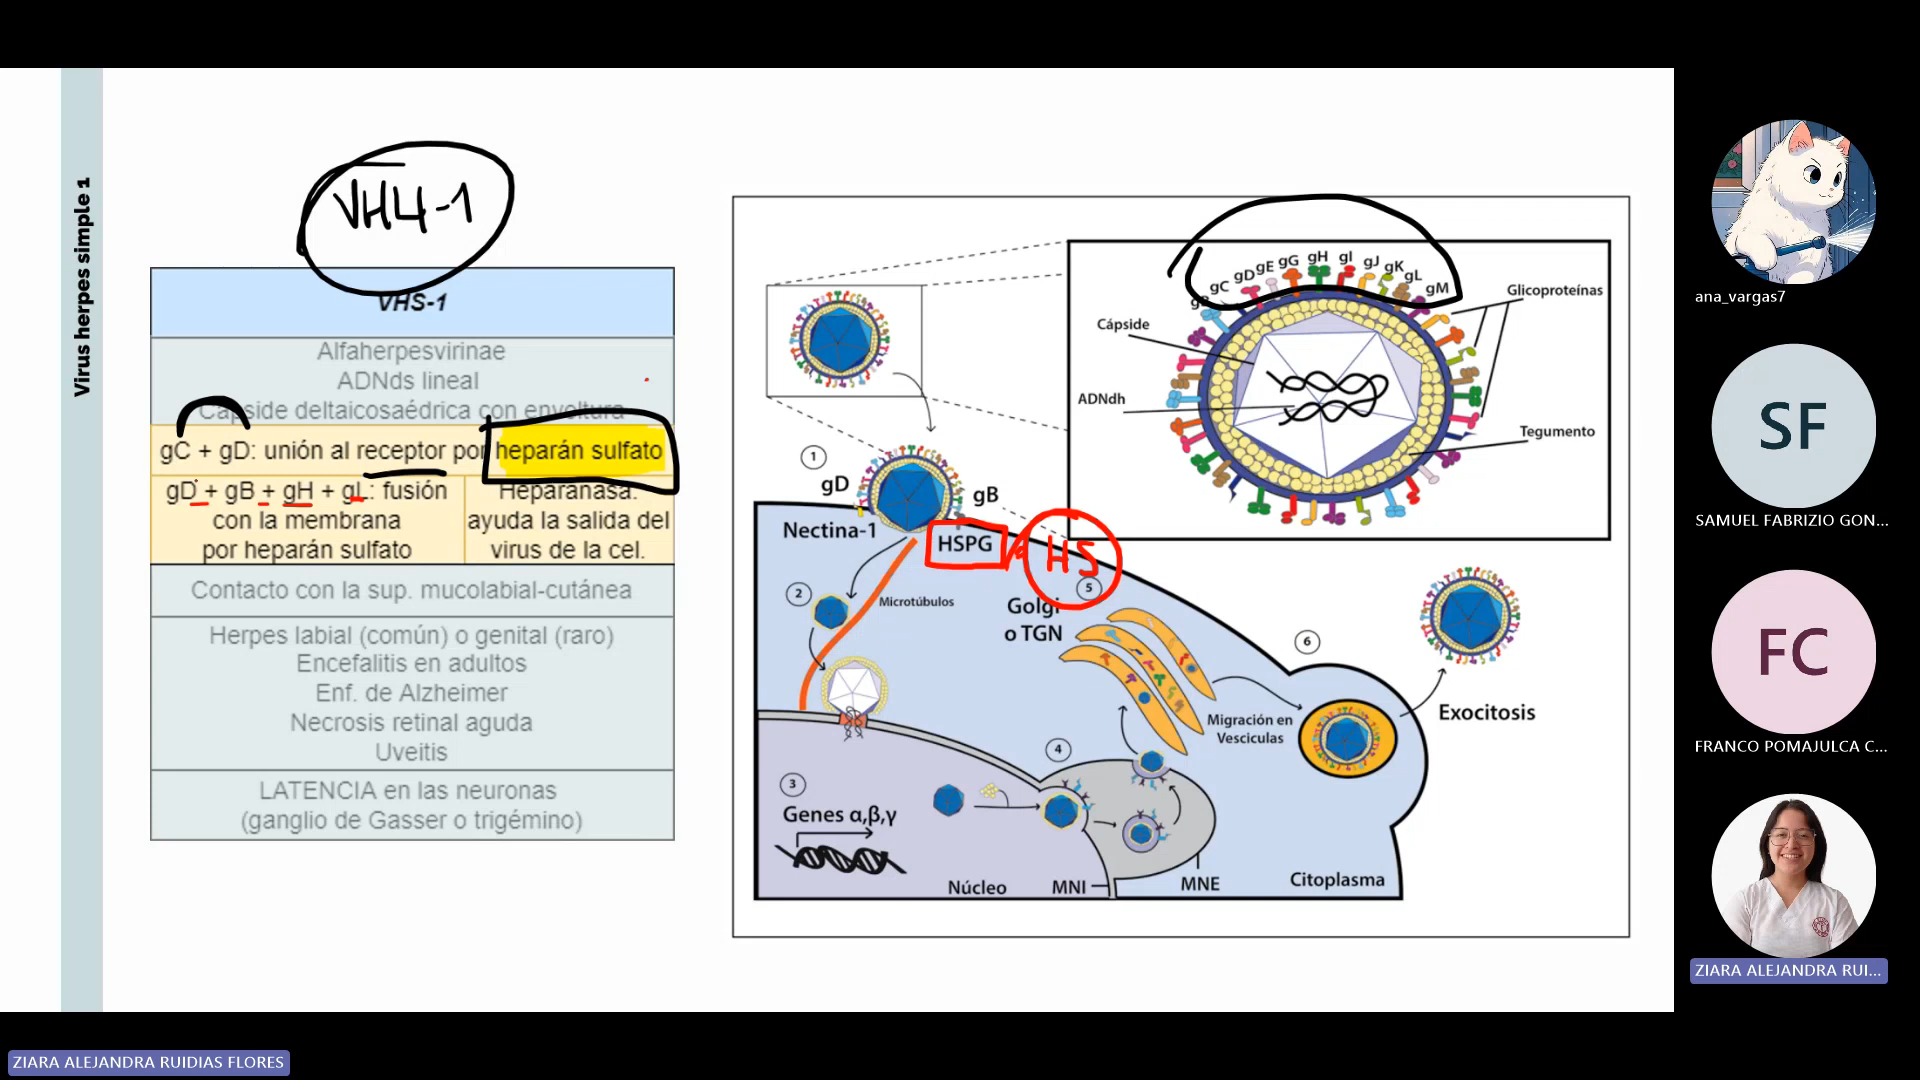 Virus herpes simple 1
VHH-1
VHS-1
Alfaherpesvirinae
ADNds lineal
Cápside deltaicosaédrica con envoltura
gC + gD: unión al receptor por heparán sulfato
gD + gB + gH + gL: fusión
con la membrana
por heparán sulfato
Heparanasa:
ayuda la salida del
virus de la cel.
Contacto con la sup. mucolabial-cutánea
Herpes labial (común) o genital (raro)
Encefalitis en adultos
Enf. de Alzheimer
Necrosis retinal aguda
Uveitis
LATENCIA en las neuronas
(ganglio de Gasser o trigémino)
gB gC gD gE gG gH gI gJ gK gL gM
Glicoproteínas
Cápside
ADNdh
Tegumento
1
gD
gB
Nectina-1
HSPG
HS
2
Microtúbulos
5
Golgi
o TGN
6
Migración en
Vesciculas
Exocitosis
3
Genes α,β,γ
4
Núcleo
MNI
MNE
Citoplasma
ana_vargas7
SF
SAMUEL FABRIZIO GON...
FC
FRANCO POMAJULCA C...
ZIARA ALEJANDRA RUI...
ZIARA ALEJANDRA RUIDIAS FLORES